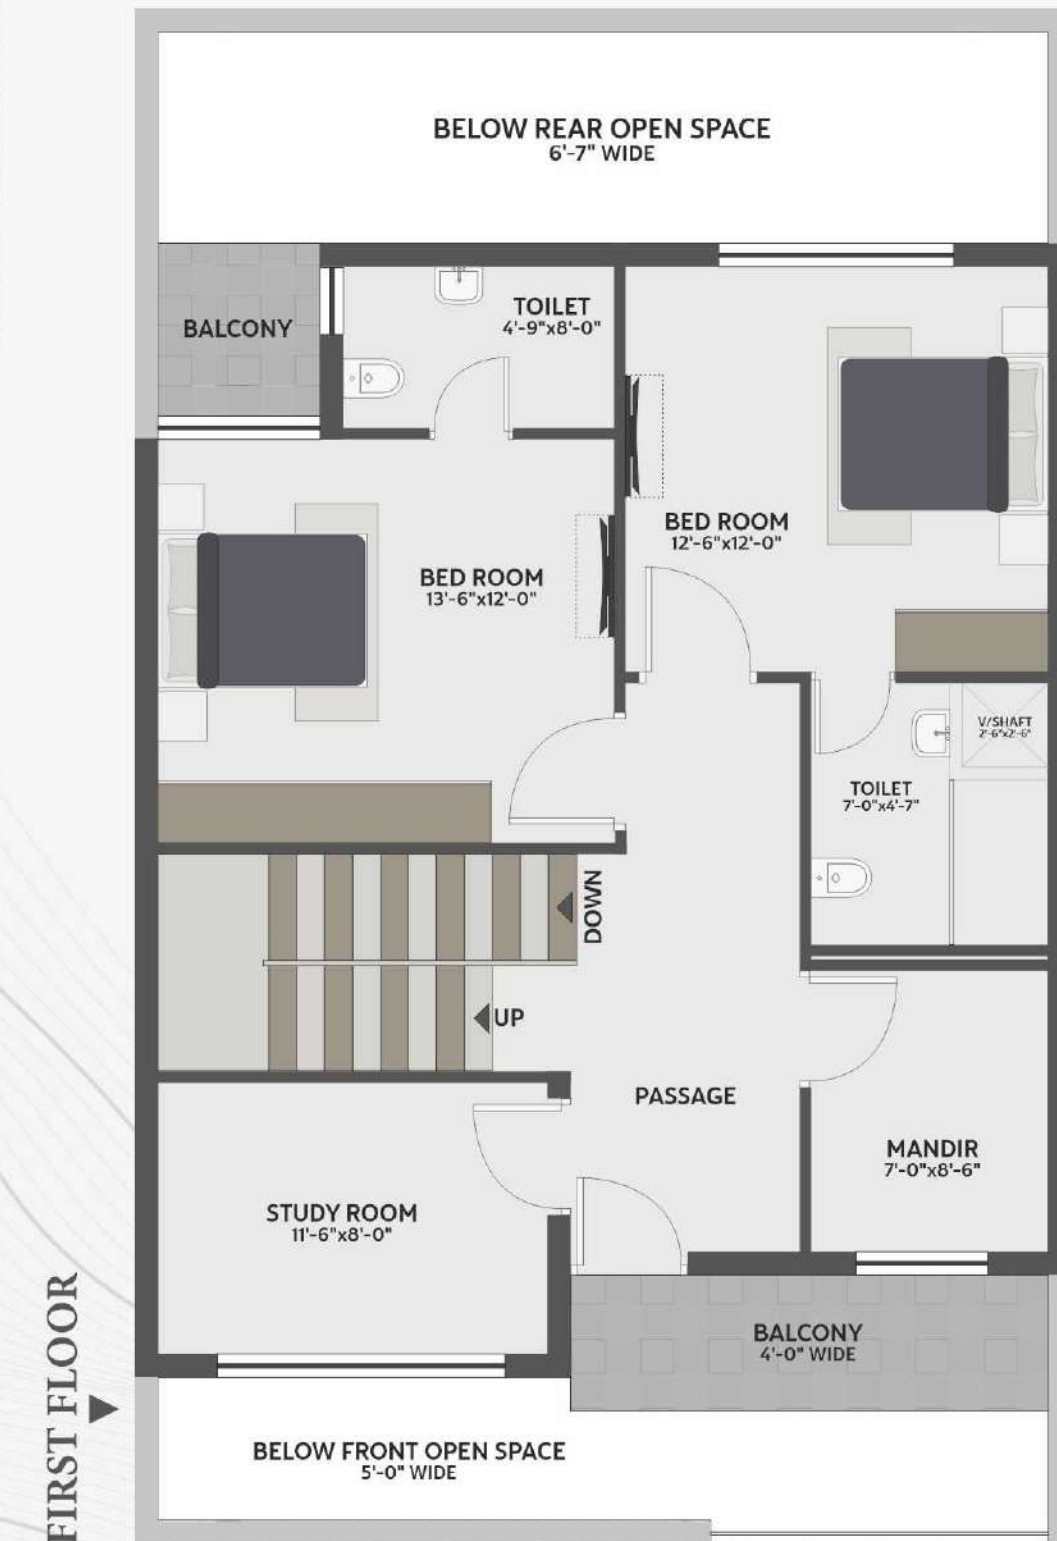 BELOW REAR OPEN SPACE
6'-7" WIDE
BALCONY
TOILET
4'-9"x8'-0"
BED ROOM
12'-6"x12'-0"
BED ROOM
13'-6"x12'-0"
V/SHAFT
2'-6"x2'-6"
TOILET
7'-0"x4'-7"
DOWN
UP
PASSAGE
MANDIR
7'-0"x8'-6"
STUDY ROOM
11'-6"x8'-0"
BALCONY
4'-0" WIDE
BELOW FRONT OPEN SPACE
5'-0" WIDE
FIRST FLOOR